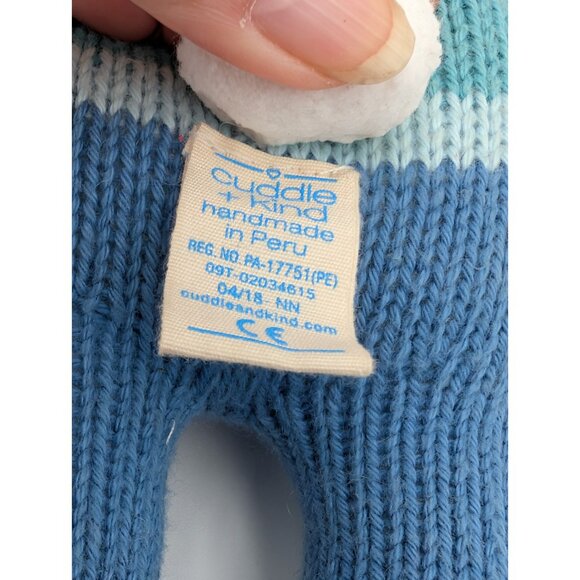 cuddle
+ kind
handmade
in Peru
REG. NO. PA-17751(PE)
09T-02034615
04/18 - NN
cuddleandkind.com
CE